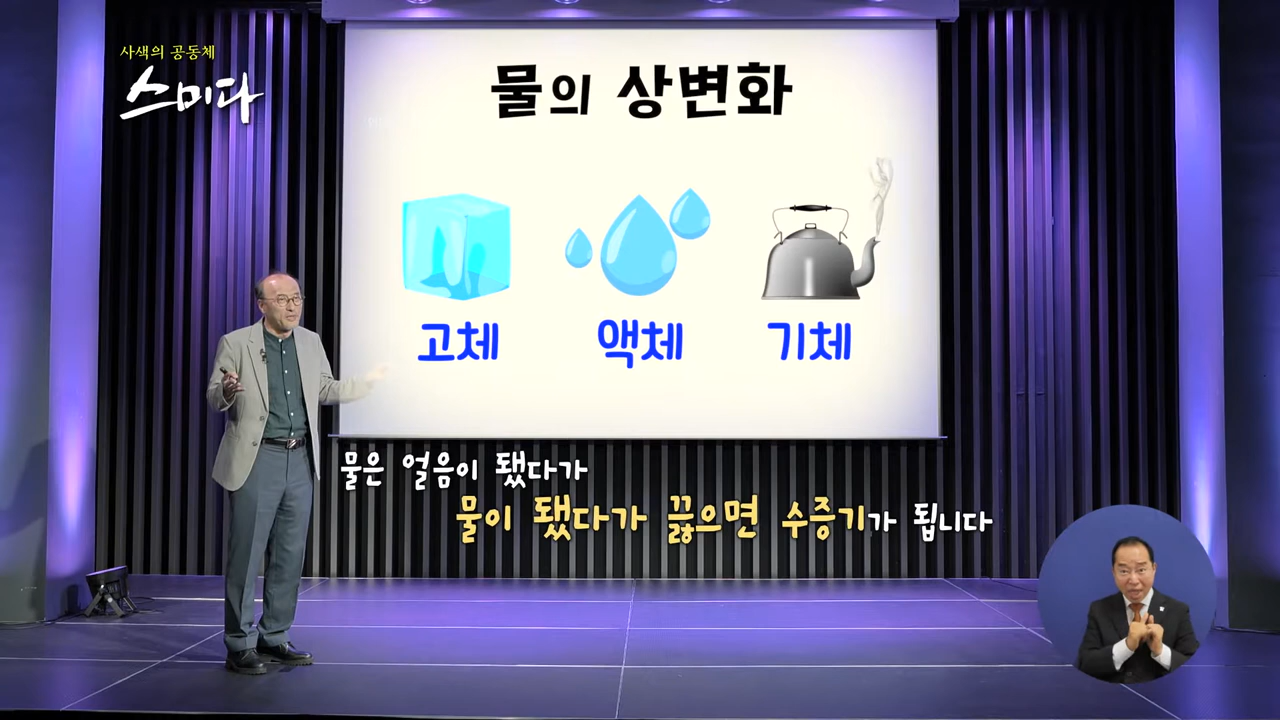 사색의 공동체
스미다
물의 상변화
고체 액체 기체
물은 얼음이 됐다가
물이 됐다가 끓으면 수증기가 됩니다